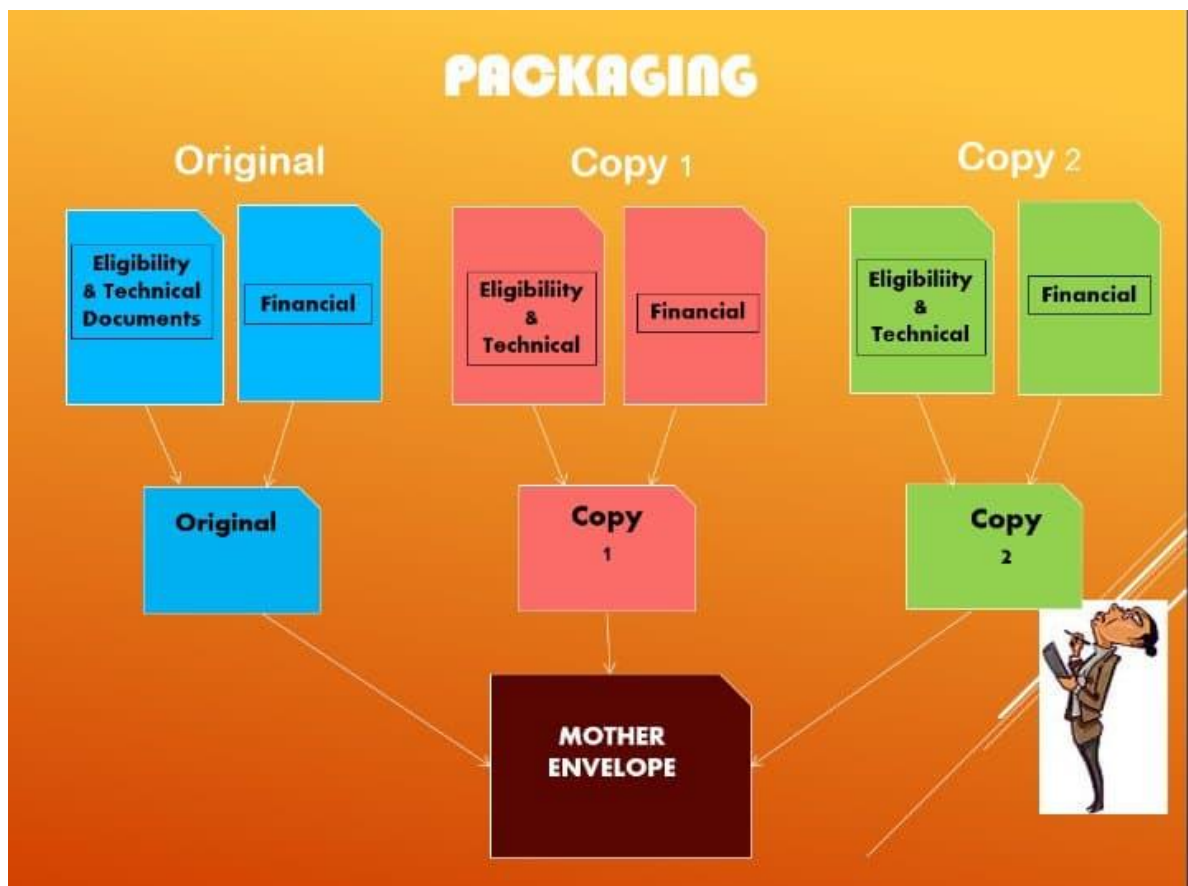 PACKAGING
Original
Copy 1
Copy 2
Eligibility
& Technical
Documents
Financial
Eligibiliity
&
Technical
Financial
Eligibiliity
&
Technical
Financial
Original
Copy
1
Copy
2
MOTHER
ENVELOPE